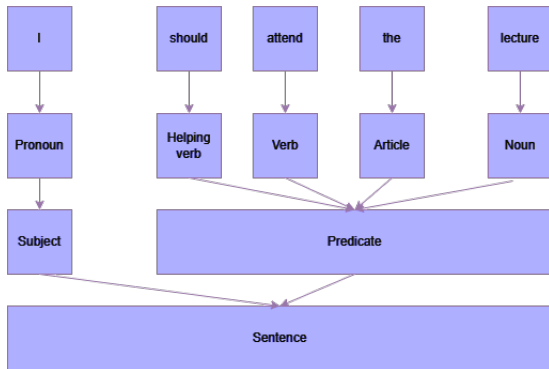 I should attend the lecture
Pronoun Helping verb Verb Article Noun
Subject Predicate
Sentence